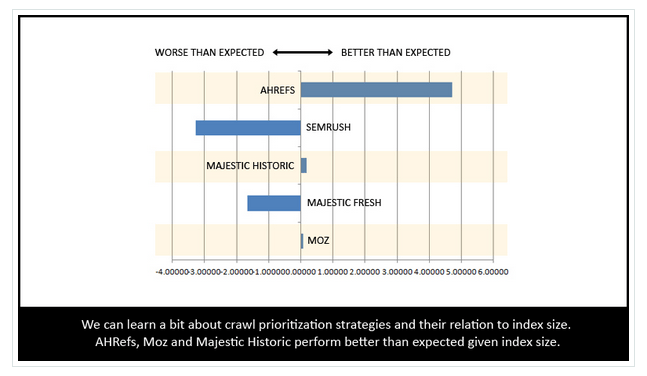 WORSE THAN EXPECTED BETTER THAN EXPECTED
AHREFS
SEMRUSH
MAJESTIC HISTORIC
MAJESTIC FRESH
MOZ
-4.00000 -3.00000 -2.00000 -1.00000 0.00000 1.00000 2.00000 3.00000 4.00000 5.00000 6.00000
We can learn a bit about crawl prioritization strategies and their relation to index size.
AHRefs, Moz and Majestic Historic perform better than expected given index size.